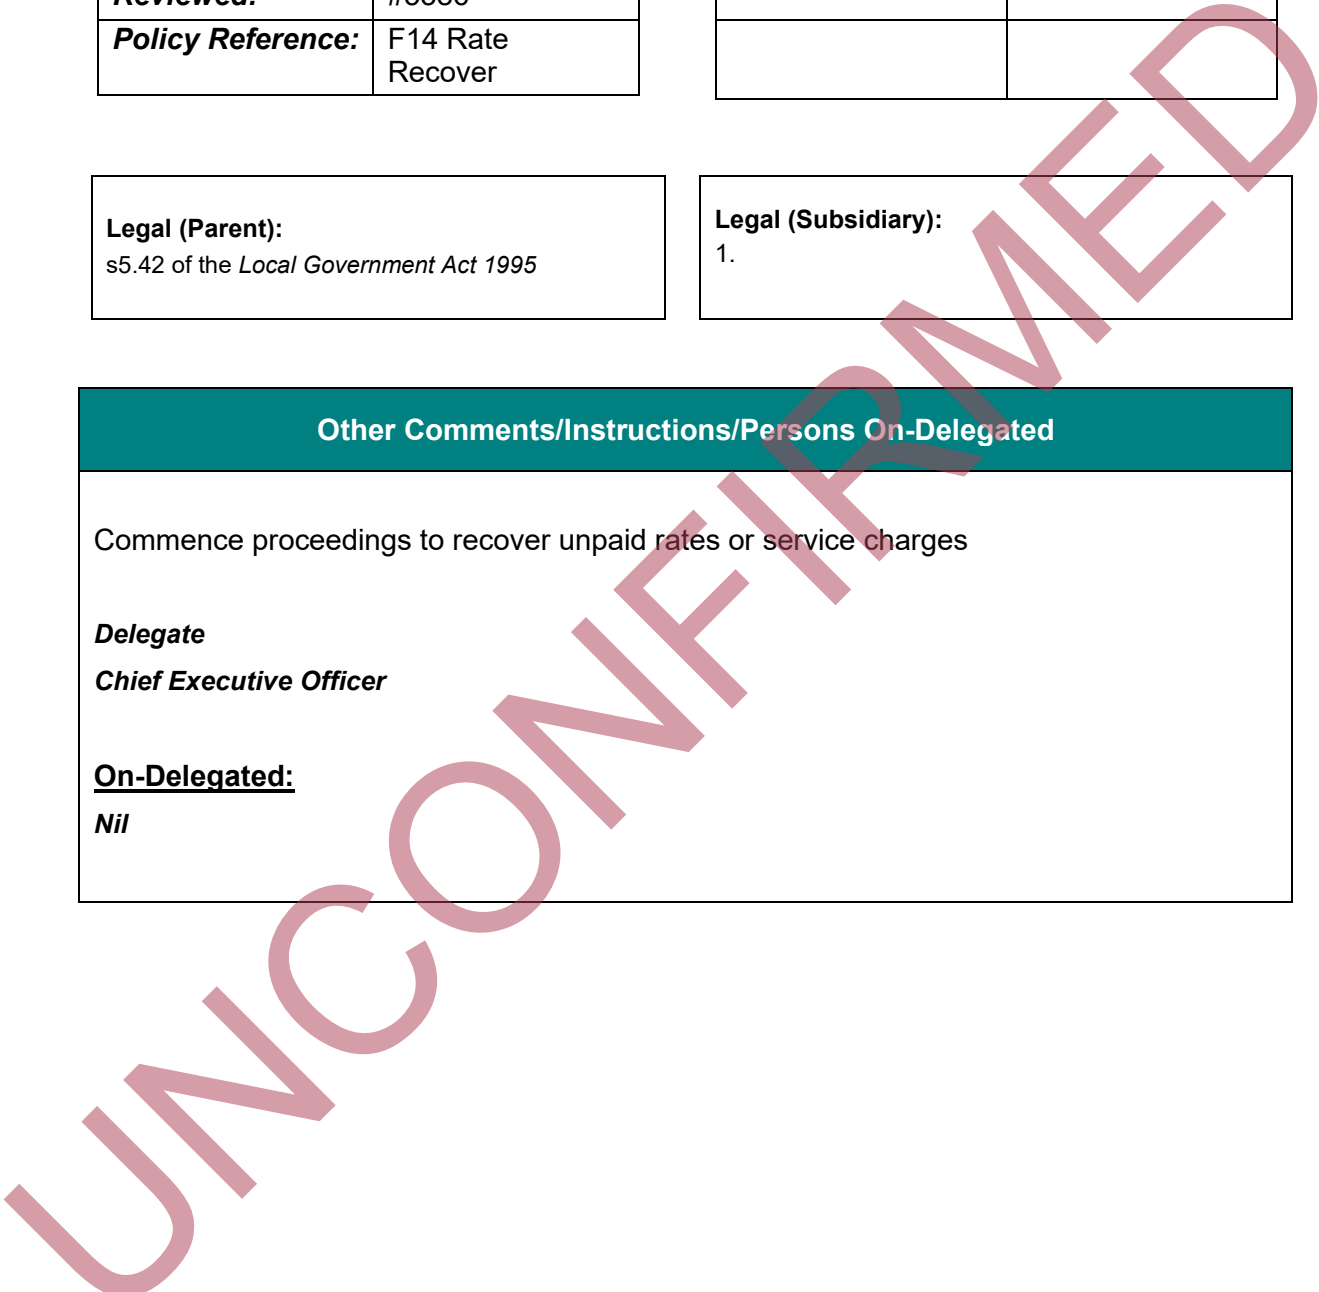 Reviewed:
Policy Reference: F14 Rate
Recover
Legal (Parent):
s5.42 of the Local Government Act 1995
Legal (Subsidiary):
1.
Other Comments/Instructions/Persons On-Delegated
Commence proceedings to recover unpaid rates or service charges
Delegate
Chief Executive Officer
On-Delegated:
Nil
UNCONFIRMED